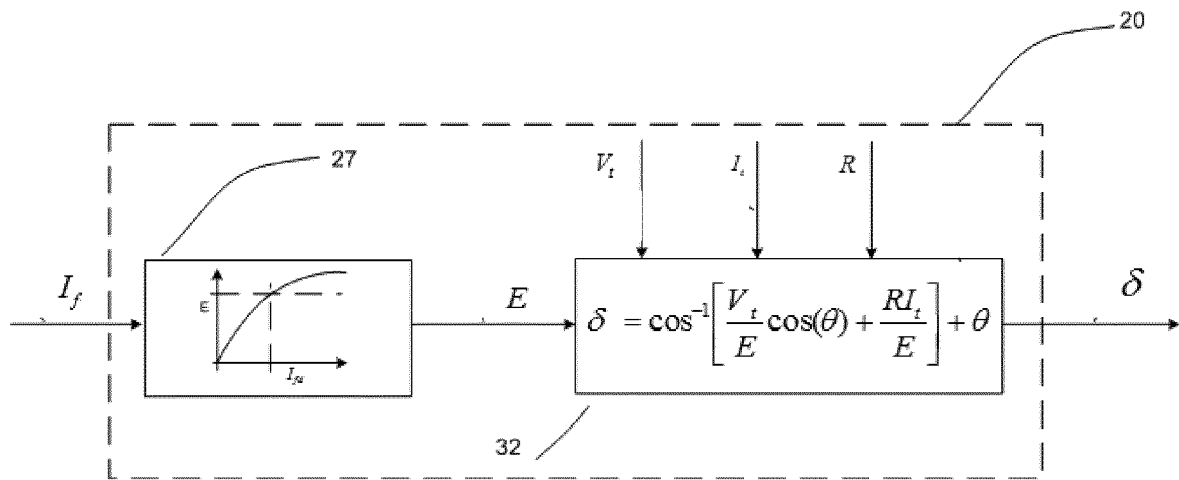 20
27
V_t
I_t
R
I_f
E
I_fd
E
δ = cos⁻¹[V_t/E cos(θ) + RI_t/E] + θ
δ
32